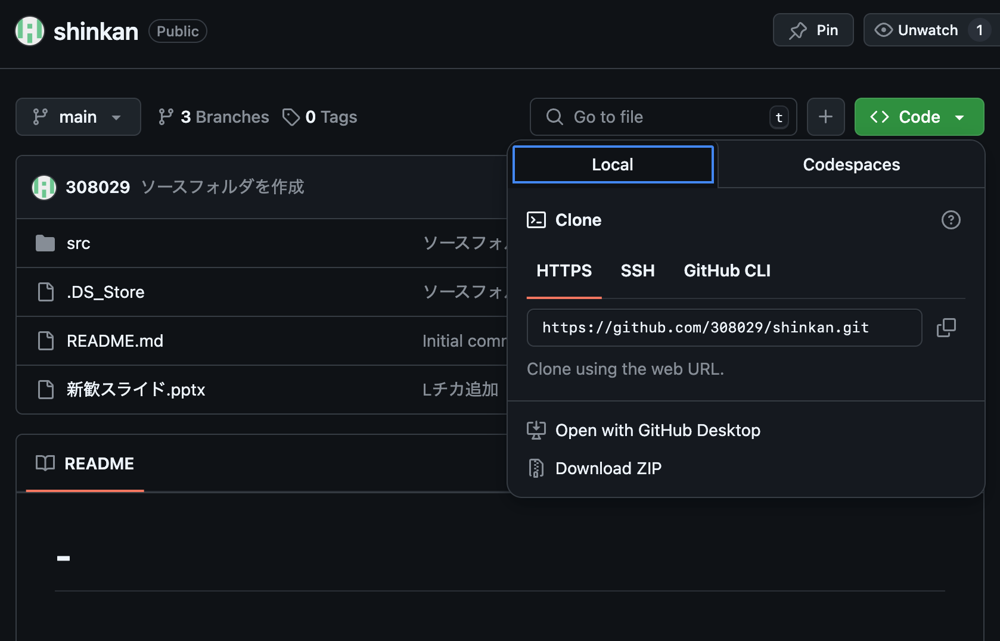 shinkan Public Pin Unwatch 1
main 3 Branches 0 Tags Go to file t Code
Local Codespaces
308029 ソースフォルダを作成
Clone
src ソースフォ
HTTPS SSH GitHub CLI
.DS_Store ソースフォ
https://github.com/308029/shinkan.git
README.md Initial com
Clone using the web URL.
新歓スライド.pptx Lチカ追加
Open with GitHub Desktop
README
Download ZIP
-